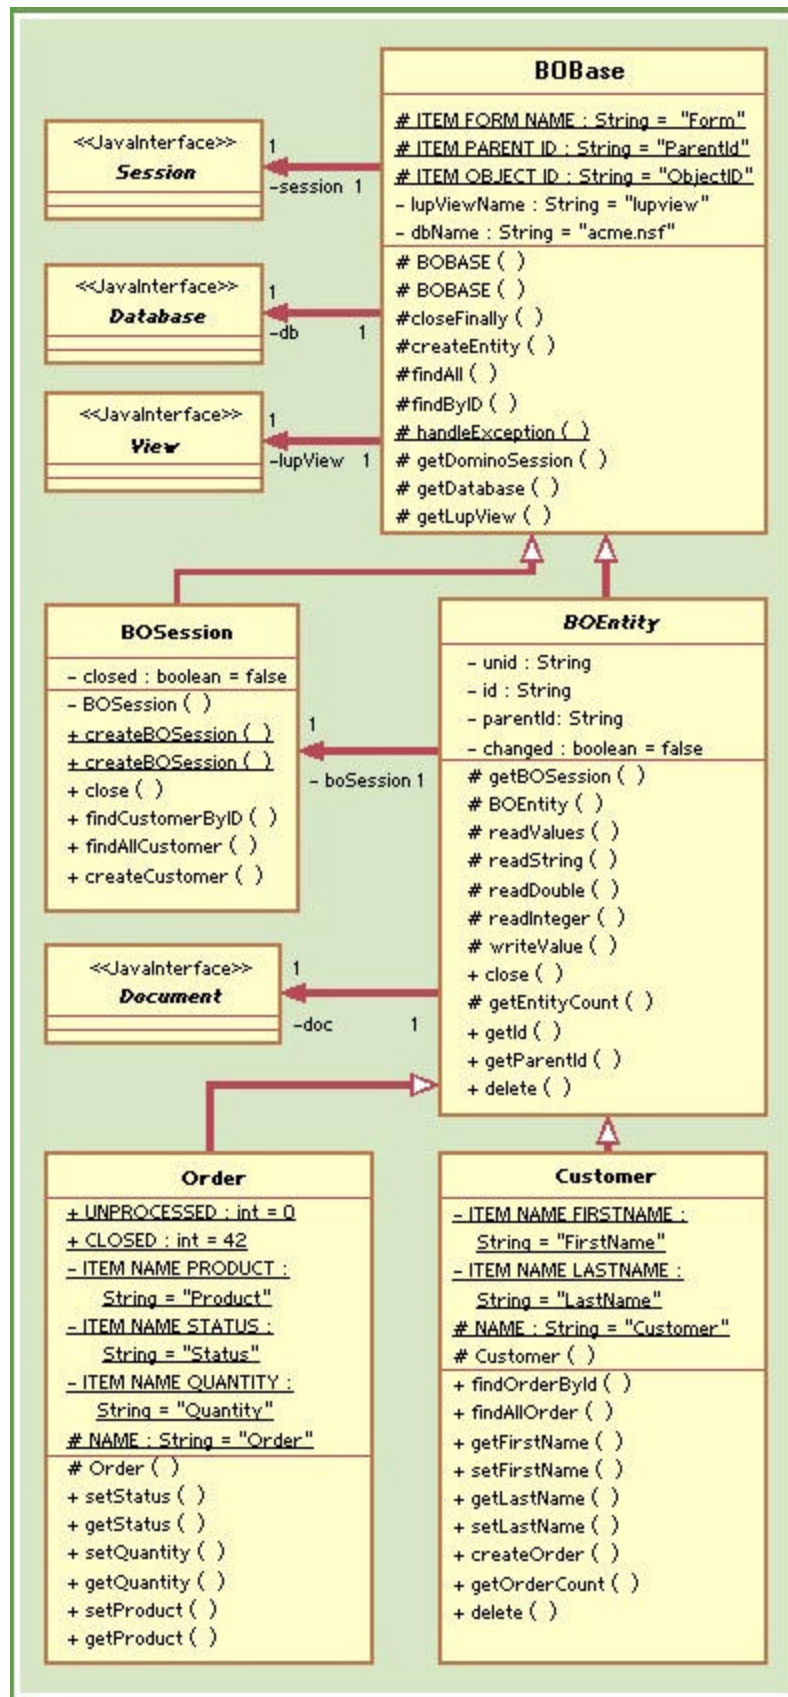 BOBase
# ITEM FORM NAME : String = "Form"
# ITEM PARENT ID : String = "ParentId"
# ITEM OBJECT ID : String = "ObjectID"
- lupViewName : String = "lupview"
- dbName : String = "acme.nsf"
# BOBASE ( )
# BOBASE ( )
#closeFinally ( )
#createEntity ( )
#findAll ( )
#findByID ( )
# handleException ( )
# getDominoSession ( )
# getDatabase ( )
# getLupView ( )
<<JavaInterface>>
Session
1
-session 1
<<JavaInterface>>
Database
1
-db 1
<<JavaInterface>>
View
1
-lupView 1
BOSession
- closed : boolean = false
- BOSession ( )
+ createBOSession ( )
+ createBOSession ( )
+ close ( )
+ findCustomerByID ( )
+ findAllCustomer ( )
+ createCustomer ( )
1
- boSession 1
BOEntity
- unid : String
- id : String
- parentId: String
- changed : boolean = false
# getBOSession ( )
# BOEntity ( )
# readValues ( )
# readString ( )
# readDouble ( )
# readInteger ( )
# writeValue ( )
+ close ( )
# getEntityCount ( )
+ getId ( )
+ getParentId ( )
+ delete ( )
<<JavaInterface>>
Document
1
-doc 1
Order
+ UNPROCESSED : int = 0
+ CLOSED : int = 42
- ITEM NAME PRODUCT :
String = "Product"
- ITEM NAME STATUS :
String = "Status"
- ITEM NAME QUANTITY :
String = "Quantity"
# NAME : String = "Order"
# Order ( )
+ setStatus ( )
+ getStatus ( )
+ setQuantity ( )
+ getQuantity ( )
+ setProduct ( )
+ getProduct ( )
Customer
- ITEM NAME FIRSTNAME :
String = "FirstName"
- ITEM NAME LASTNAME :
String = "LastName"
# NAME : String = "Customer"
# Customer ( )
+ findOrderById ( )
+ findAllOrder ( )
+ getFirstName ( )
+ setFirstName ( )
+ getLastName ( )
+ setLastName ( )
+ createOrder ( )
+ getOrderCount ( )
+ delete ( )